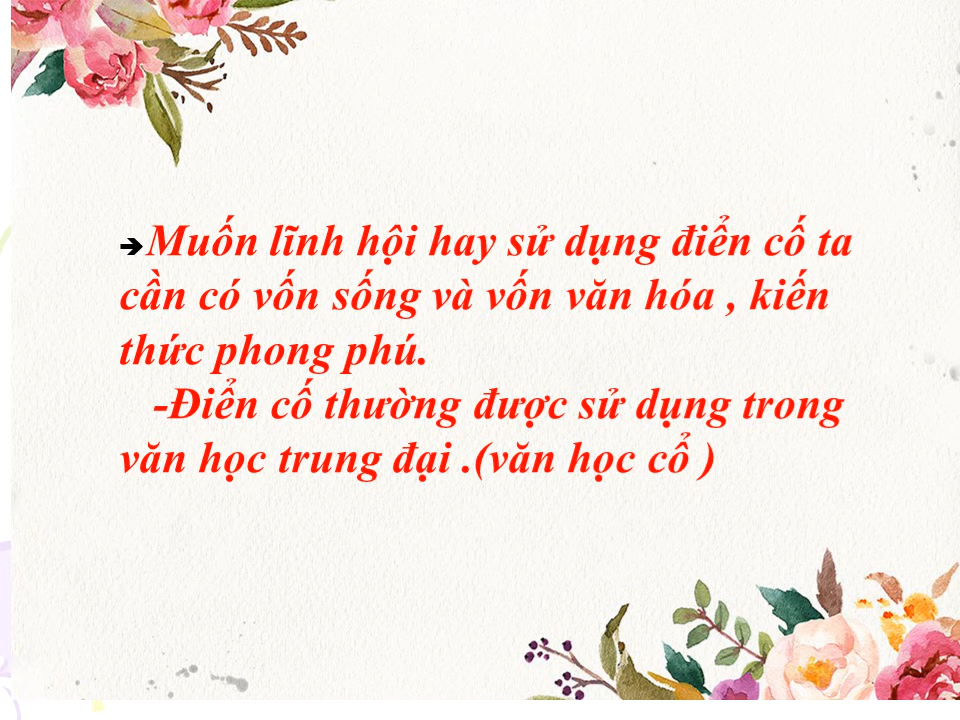 ➔Muốn lĩnh hội hay sử dụng điển cố ta
cần có vốn sống và vốn văn hóa , kiến
thức phong phú.
-Điển cố thường được sử dụng trong
văn học trung đại .(văn học cổ )